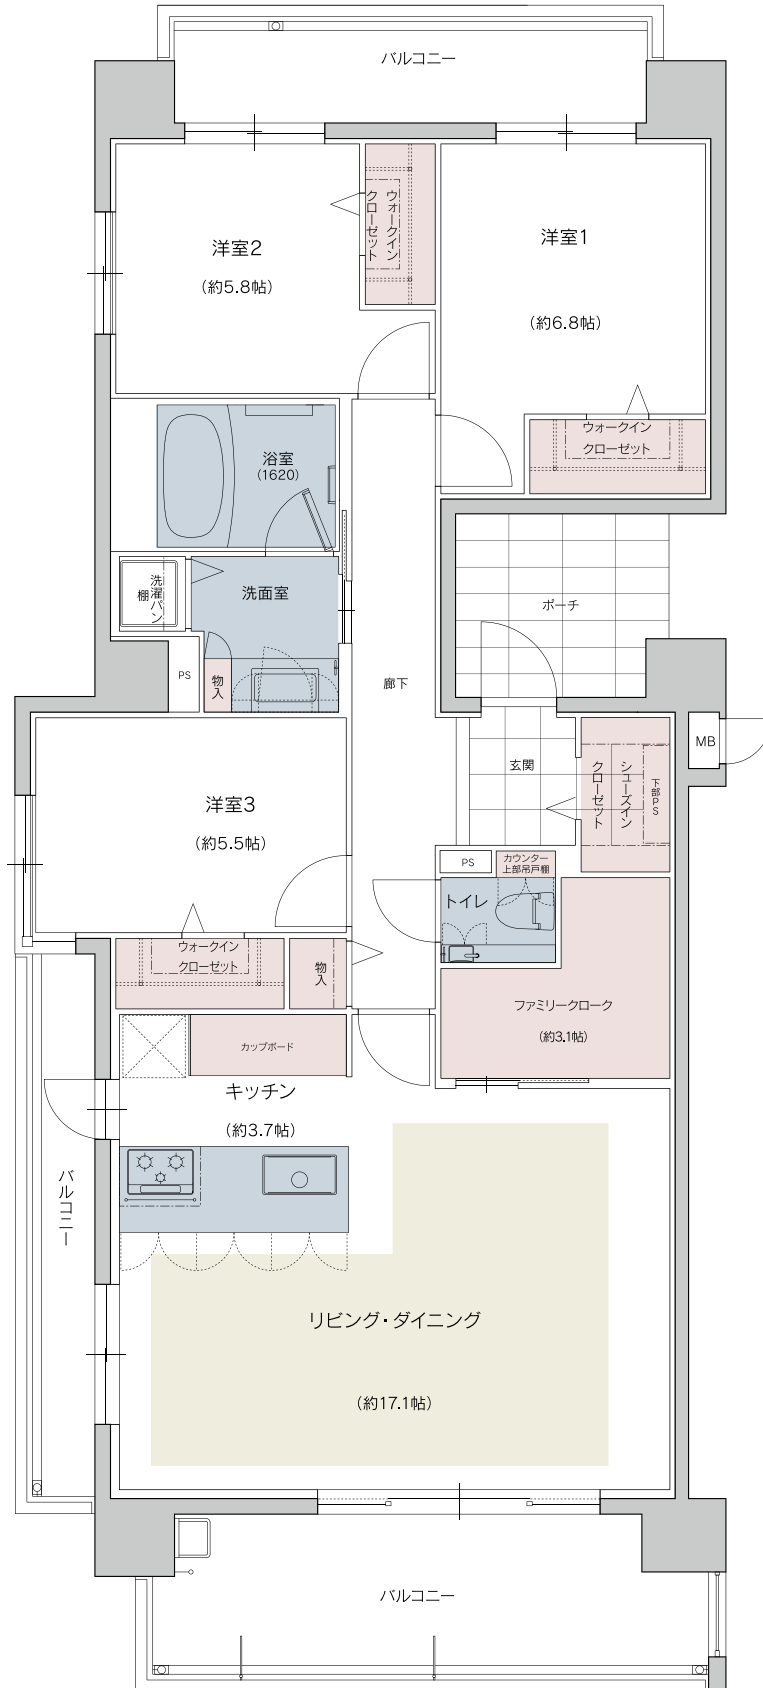 バルコニー
洋室2
(約5.8帖)
ウォークイン
クローゼット
洋室1
(約6.8帖)
ウォークイン
クローゼット
浴室
(1620)
洗濯パン
棚
洗面室
ポーチ
PS
物入
廊下
MB
玄関
シューズイン
クローゼット
下部PS
洋室3
(約5.5帖)
PS
カウンター
上部吊戸棚
トイレ
ウォークイン
クローゼット
物入
ファミリークローク
(約3.1帖)
カップボード
キッチン
(約3.7帖)
バルコニー
リビング・ダイニング
(約17.1帖)
バルコニー